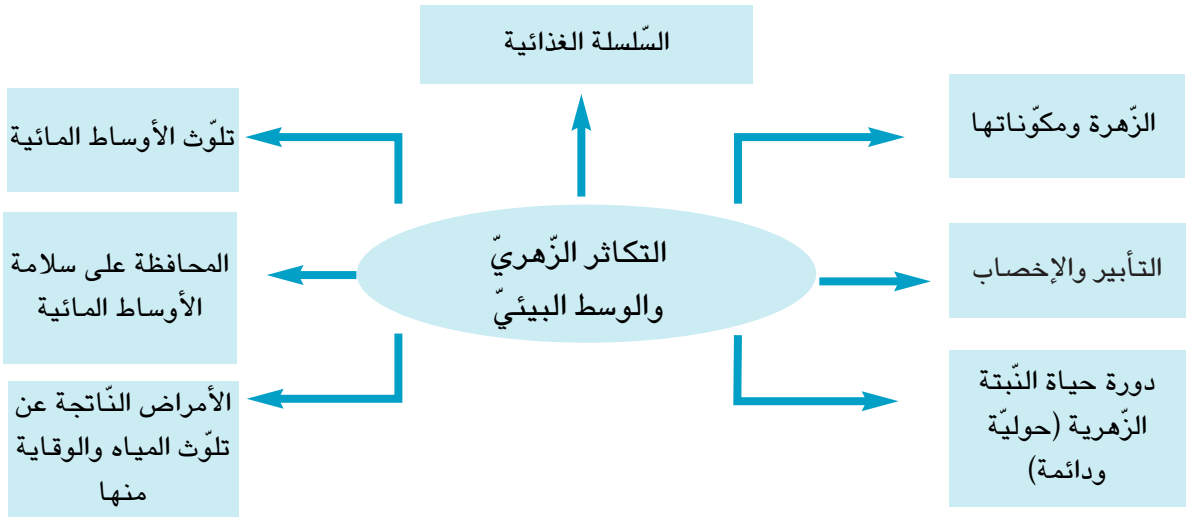 السّلسلة الغذائية
الزّهرة ومكوّناتها
تلوّث الأوساط المائية
التكاثر الزّهريّ
والوسط البيئيّ
التأبير والإخصاب
المحافظة على سلامة
الأوساط المائية
دورة حياة النّبتة
الزّهرية (حوليّة
ودائمة)
الأمراض النّاتجة عن
تلوّث المياه والوقاية
منها